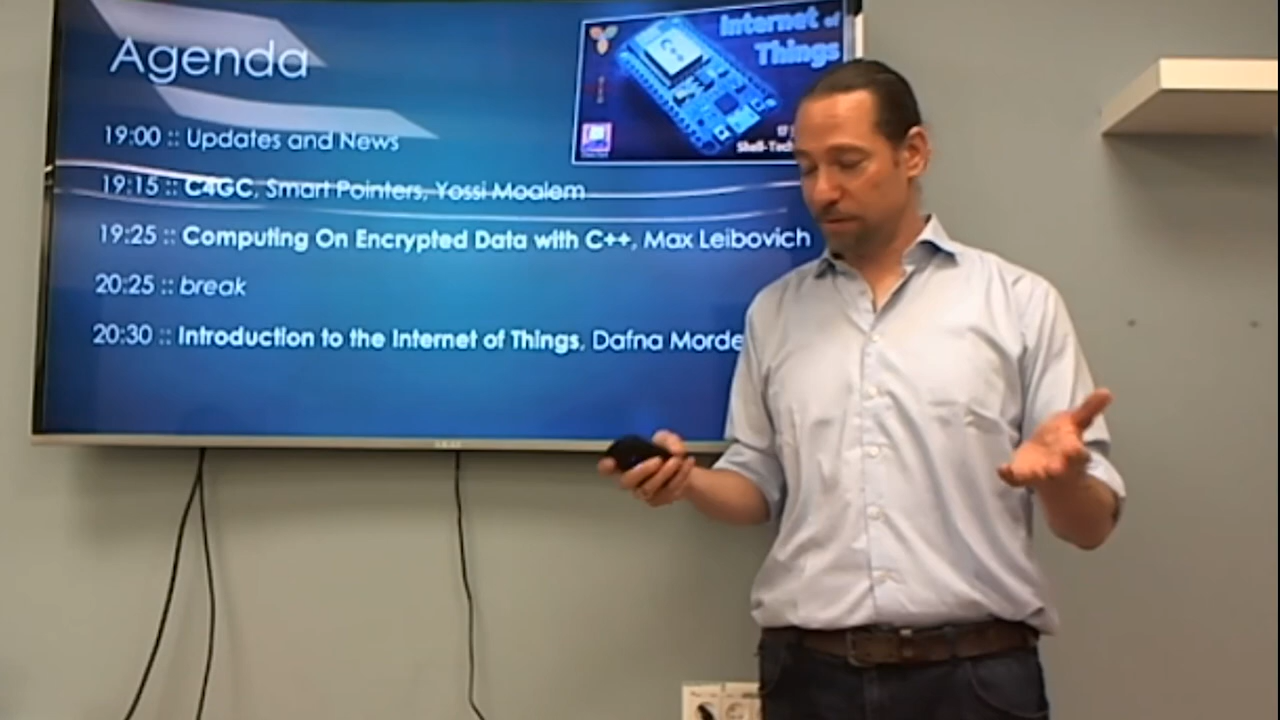 Agenda
Internet of
Things
C++
Shell-Tech
19:00 :: Updates and News
19:15 :: C4GC, Smart Pointers, Yossi Moalem
19:25 :: Computing On Encrypted Data with C++, Max Leibovich
20:25 :: break
20:30 :: Introduction to the Internet of Things, Dafna Morde